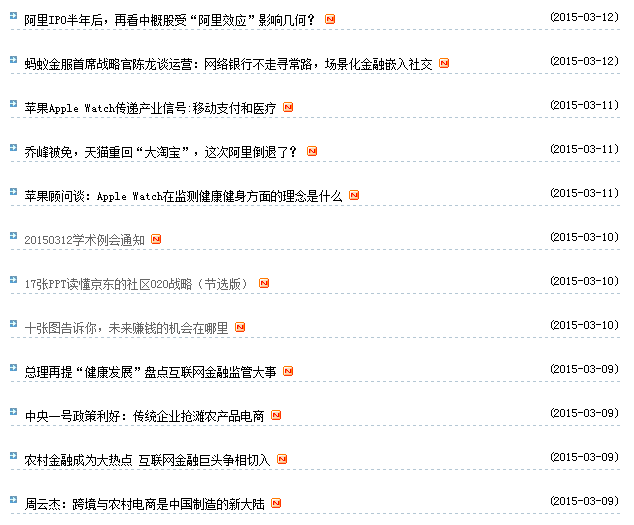 阿里IPO半年后，再看中概股受“阿里效应”影响几何？ (2015-03-12)
蚂蚁金服首席战略官陈龙谈运营：网络银行不走寻常路，场景化金融嵌入社交 (2015-03-12)
苹果Apple Watch传递产业信号:移动支付和医疗 (2015-03-11)
乔峰被免，天猫重回“大淘宝”，这次阿里倒退了？ (2015-03-11)
苹果顾问谈：Apple Watch在监测健康健身方面的理念是什么 (2015-03-11)
20150312学术例会通知 (2015-03-10)
17张PPT读懂京东的社区O2O战略（节选版） (2015-03-10)
十张图告诉你，未来赚钱的机会在哪里 (2015-03-10)
总理再提“健康发展”盘点互联网金融监管大事 (2015-03-09)
中央一号政策利好：传统企业抢滩农产品电商 (2015-03-09)
农村金融成为大热点 互联网金融巨头争相切入 (2015-03-09)
周云杰：跨境与农村电商是中国制造的新大陆 (2015-03-09)